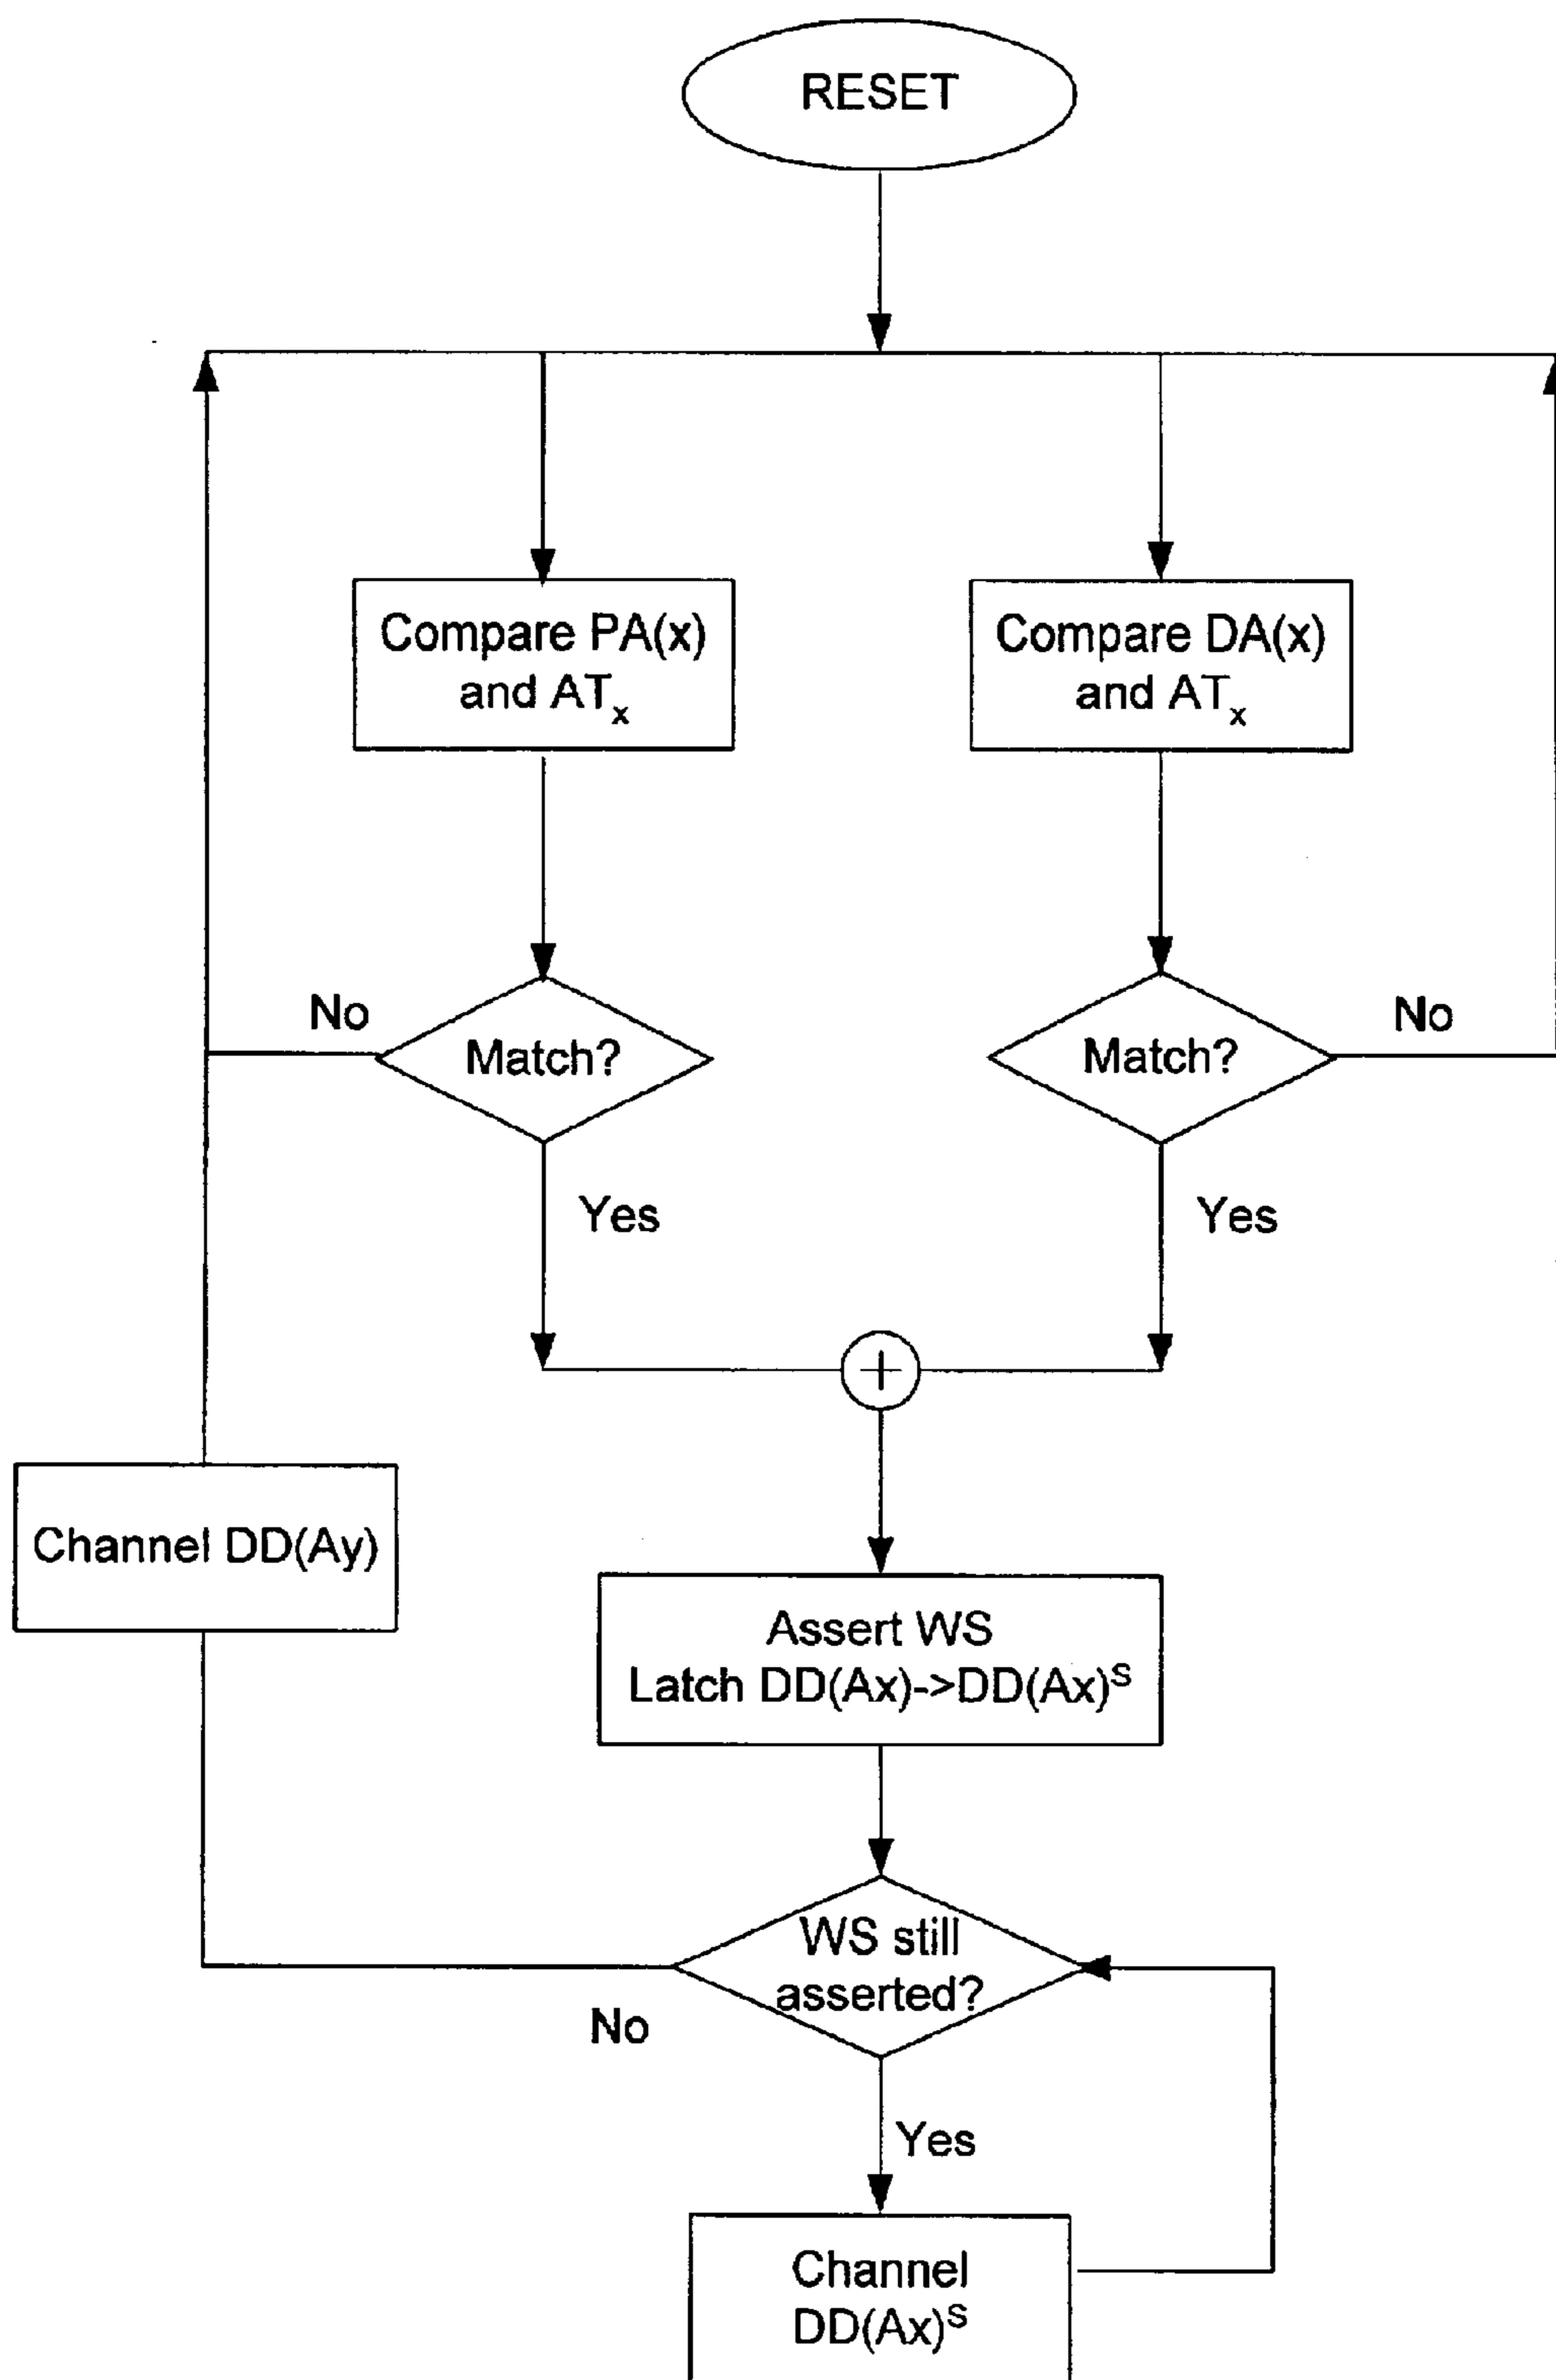 RESET
Compare PA(x)
and ATₓ
Compare DA(x)
and ATₓ
No
Match?
Match?
No
Yes
Yes
+
Channel DD(Ay)
Assert WS
Latch DD(Ax)->DD(Ax)ˢ
WS still
asserted?
No
Yes
Channel
DD(Ax)ˢ